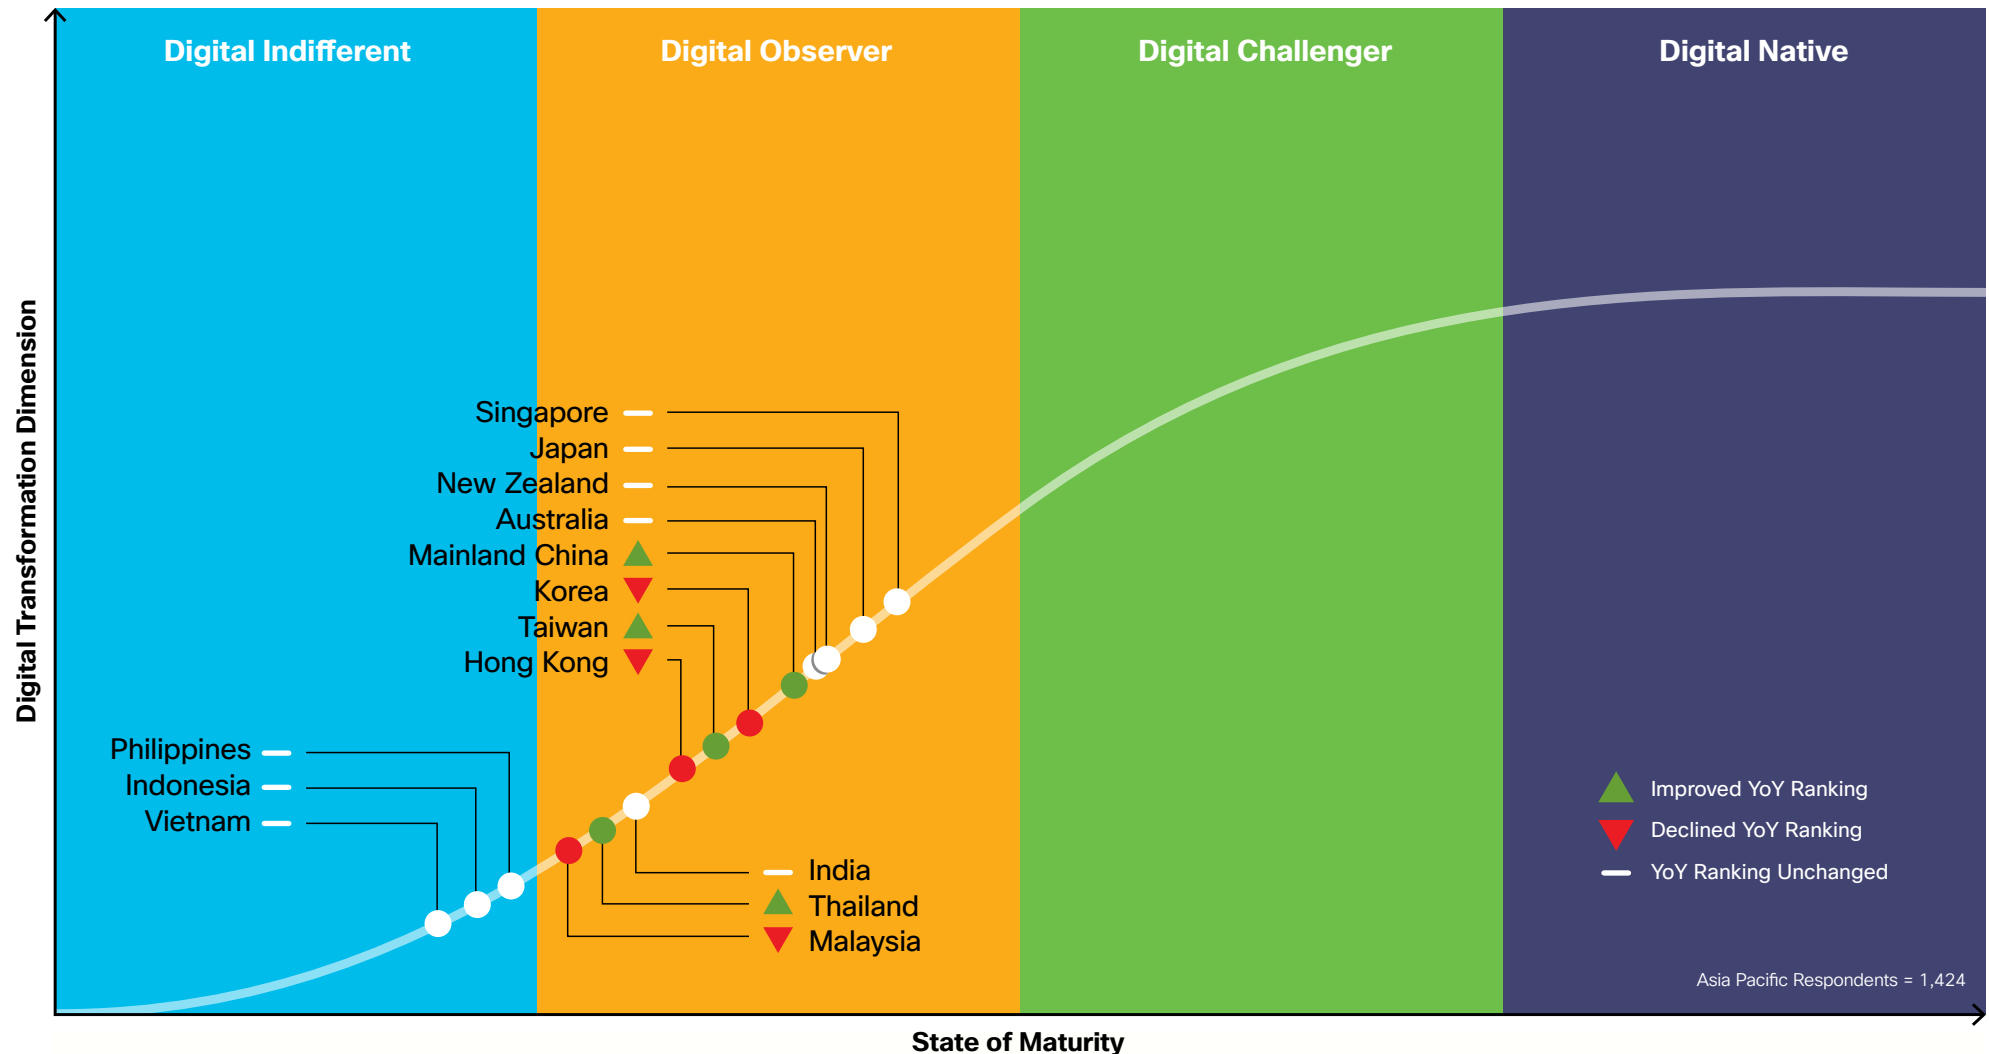 Digital Indifferent
Digital Observer
Digital Challenger
Digital Native
Digital Transformation Dimension
Singapore
Japan
New Zealand
Australia
Mainland China
Korea
Taiwan
Hong Kong
Philippines
Indonesia
Vietnam
India
Thailand
Malaysia
Improved YoY Ranking
Declined YoY Ranking
YoY Ranking Unchanged
Asia Pacific Respondents = 1,424
State of Maturity